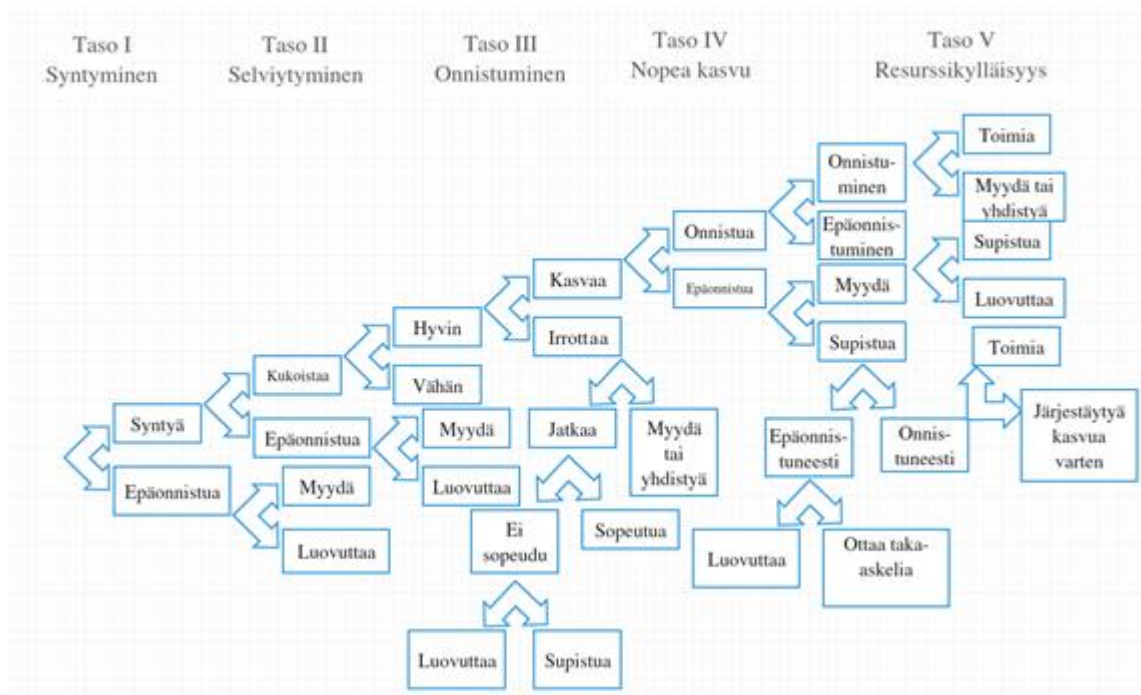 Taso I
Syntyminen
Taso II
Selviytyminen
Taso III
Onnistuminen
Taso IV
Nopea kasvu
Taso V
Resurssikylläisyys
Toimia
Onnistu-
minen
Myydä tai
yhdistyä
Onnistua
Epäonnis-
tuminen
Supistua
Kasvaa
Epäonnistua
Myydä
Luovuttaa
Hyvin
Irrottaa
Supistua
Toimia
Kukoistaa
Vähän
Syntyä
Epäonnistua
Myydä
Jatkaa
Myydä
tai
yhdistyä
Epäonnis-
tuneesti
Onnis-
tuneesti
Järjestäytyä
kasvua
varten
Epäonnistua
Myydä
Luovuttaa
Luovuttaa
Ei
sopeudu
Sopeutua
Luovuttaa
Ottaa taka-
askelia
Luovuttaa
Supistua